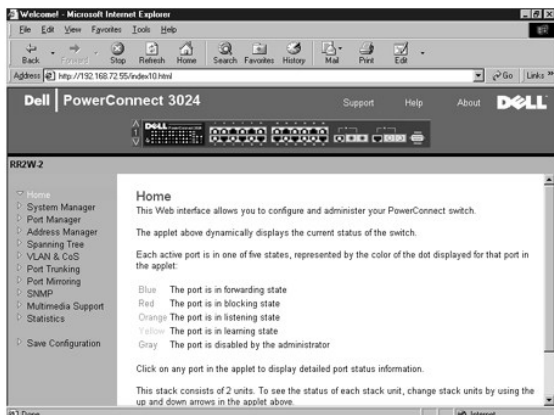 Welcome! - Microsoft Internet Explorer
File Edit View Favorites Tools Help
Back Forward Stop Refresh Home Search Favorites History Mail Print Edit
Address http://192.168.72.55/index10.html Go Links »
Dell | PowerConnect 3024 Support Help About DELL
DELL
1
RR2W-2
Home
System Manager
Port Manager
Address Manager
Spanning Tree
VLAN & CoS
Port Trunking
Port Mirroring
SNMP
Multimedia Support
Statistics
Save Configuration
Home
This Web interface allows you to configure and administer your PowerConnect switch.
The applet above dynamically displays the current status of the switch.
Each active port is in one of five states, represented by the color of the dot displayed for that port in
the applet:
Blue The port is in forwarding state
Red The port is in blocking state
Orange The port is in listening state
Yellow The port is in learning state
Gray The port is disabled by the administrator
Click on any port in the applet to display detailed port status information.
This stack consists of 2 units. To see the status of each stack unit, change stack units by using the
up and down arrows in the applet above.
Done Internet